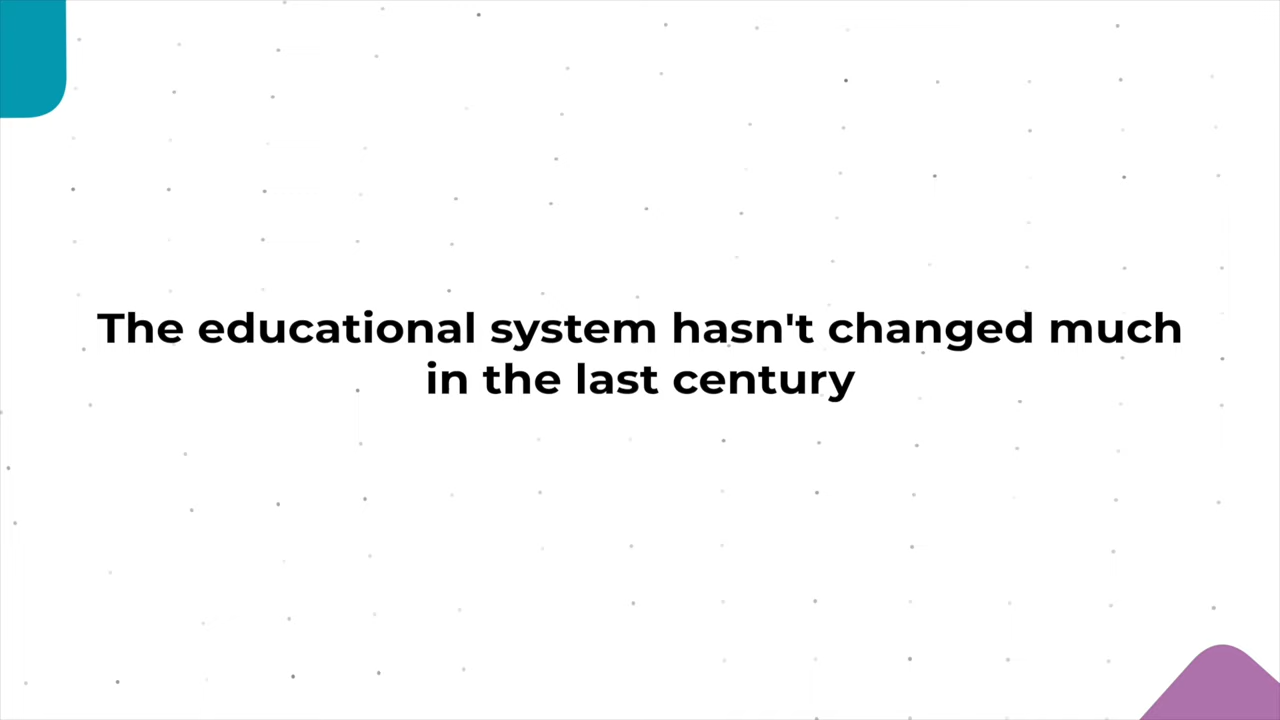 The educational system hasn't changed much
in the last century